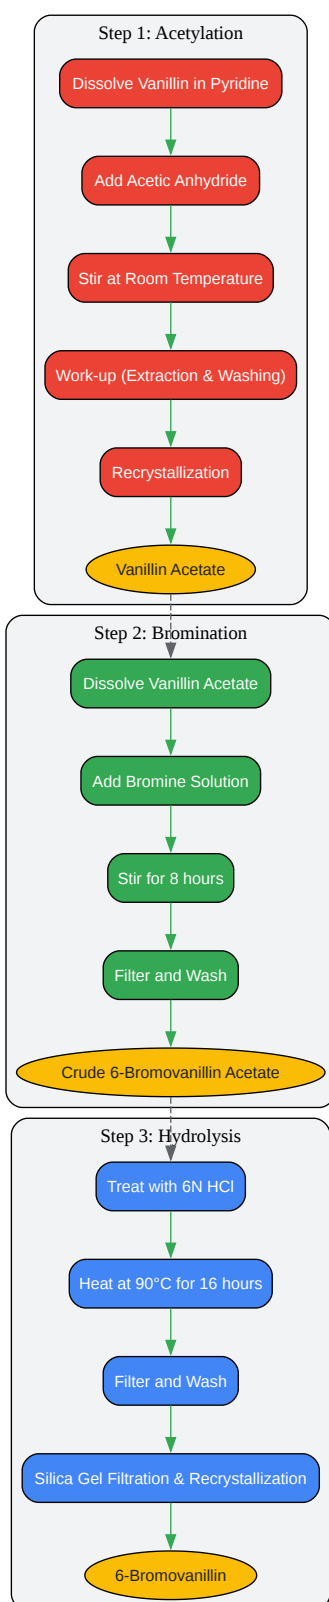 Step 1: Acetylation
Dissolve Vanillin in Pyridine
Add Acetic Anhydride
Stir at Room Temperature
Work-up (Extraction & Washing)
Recrystallization
Vanillin Acetate
Step 2: Bromination
Dissolve Vanillin Acetate
Add Bromine Solution
Stir for 8 hours
Filter and Wash
Crude 6-Bromovanillin Acetate
Step 3: Hydrolysis
Treat with 6N HCl
Heat at 90°C for 16 hours
Filter and Wash
Silica Gel Filtration & Recrystallization
6-Bromovanillin